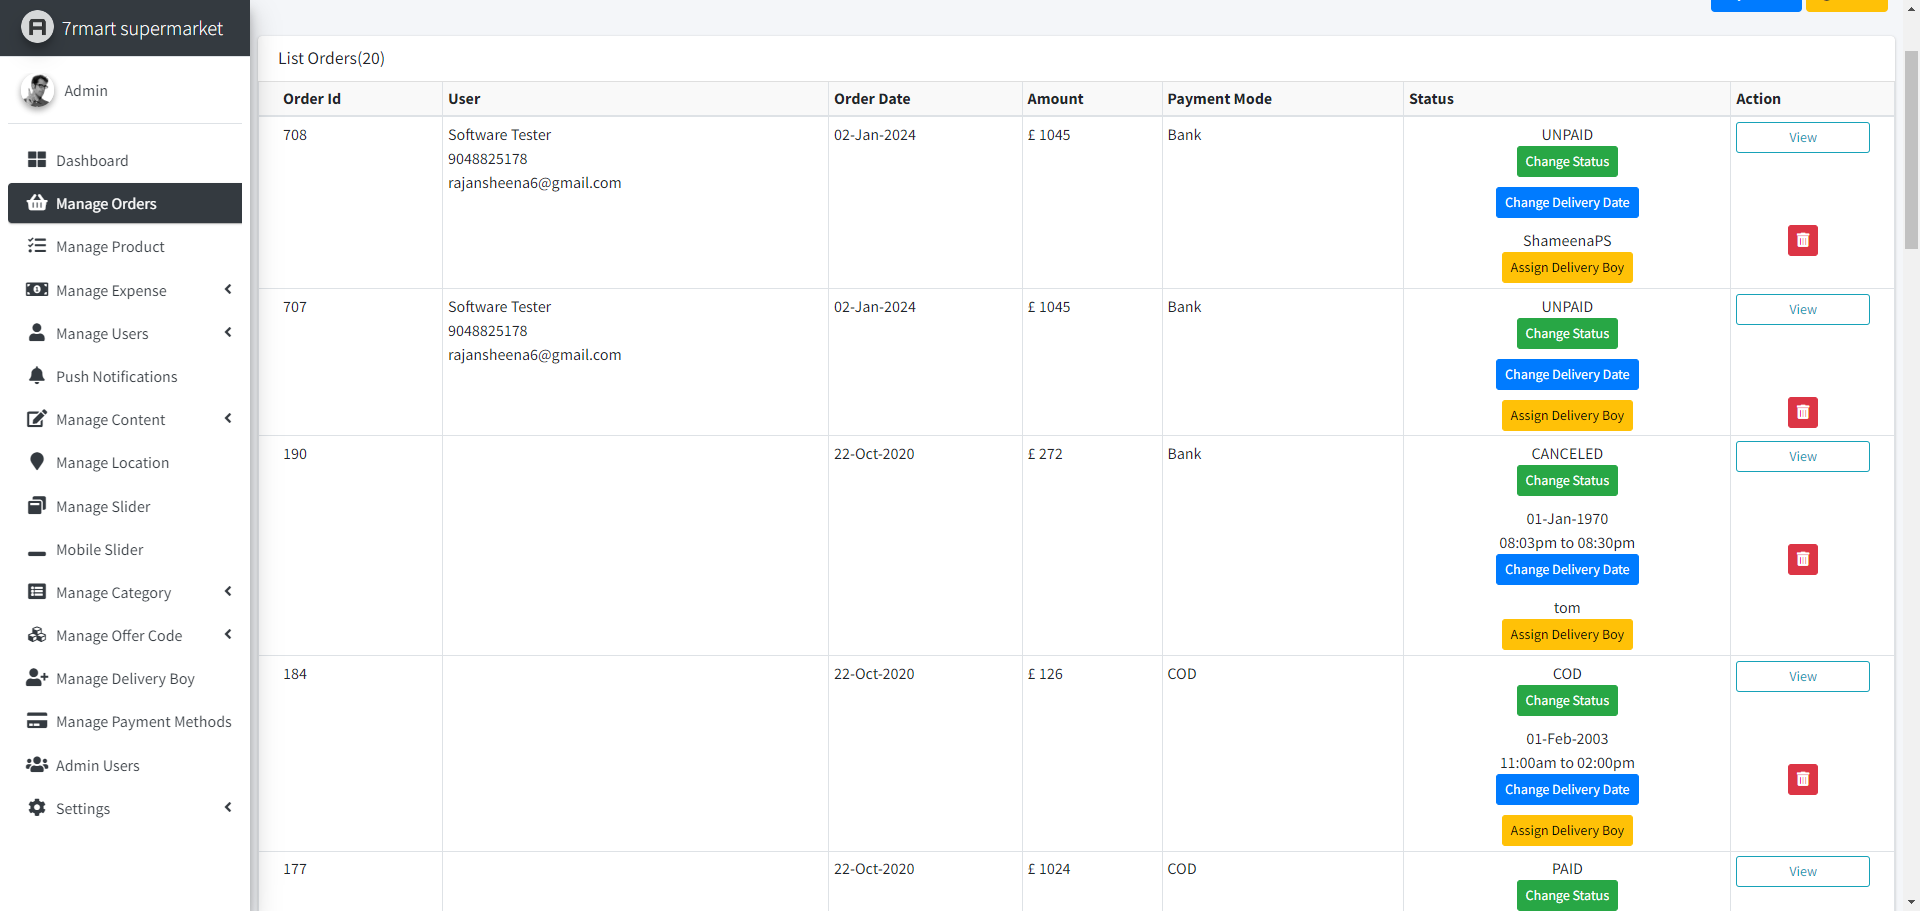 7rmart supermarket
Admin
Dashboard
Manage Orders
Manage Product
Manage Expense
Manage Users
Push Notifications
Manage Content
Manage Location
Manage Slider
Mobile Slider
Manage Category
Manage Offer Code
Manage Delivery Boy
Manage Payment Methods
Admin Users
Settings
List Orders(20)
Order Id User Order Date Amount Payment Mode Status Action
708 Software Tester 02-Jan-2024 £ 1045 Bank UNPAID View
9048825178 Change Status
rajansheena6@gmail.com
Change Delivery Date
ShameenaPS
Assign Delivery Boy
707 Software Tester 02-Jan-2024 £ 1045 Bank UNPAID View
9048825178 Change Status
rajansheena6@gmail.com
Change Delivery Date
Assign Delivery Boy
190 22-Oct-2020 £ 272 Bank CANCELED View
Change Status
01-Jan-1970
08:03pm to 08:30pm
Change Delivery Date
tom
Assign Delivery Boy
184 22-Oct-2020 £ 126 COD COD View
Change Status
01-Feb-2003
11:00am to 02:00pm
Change Delivery Date
Assign Delivery Boy
177 22-Oct-2020 £ 1024 COD PAID View
Change Status